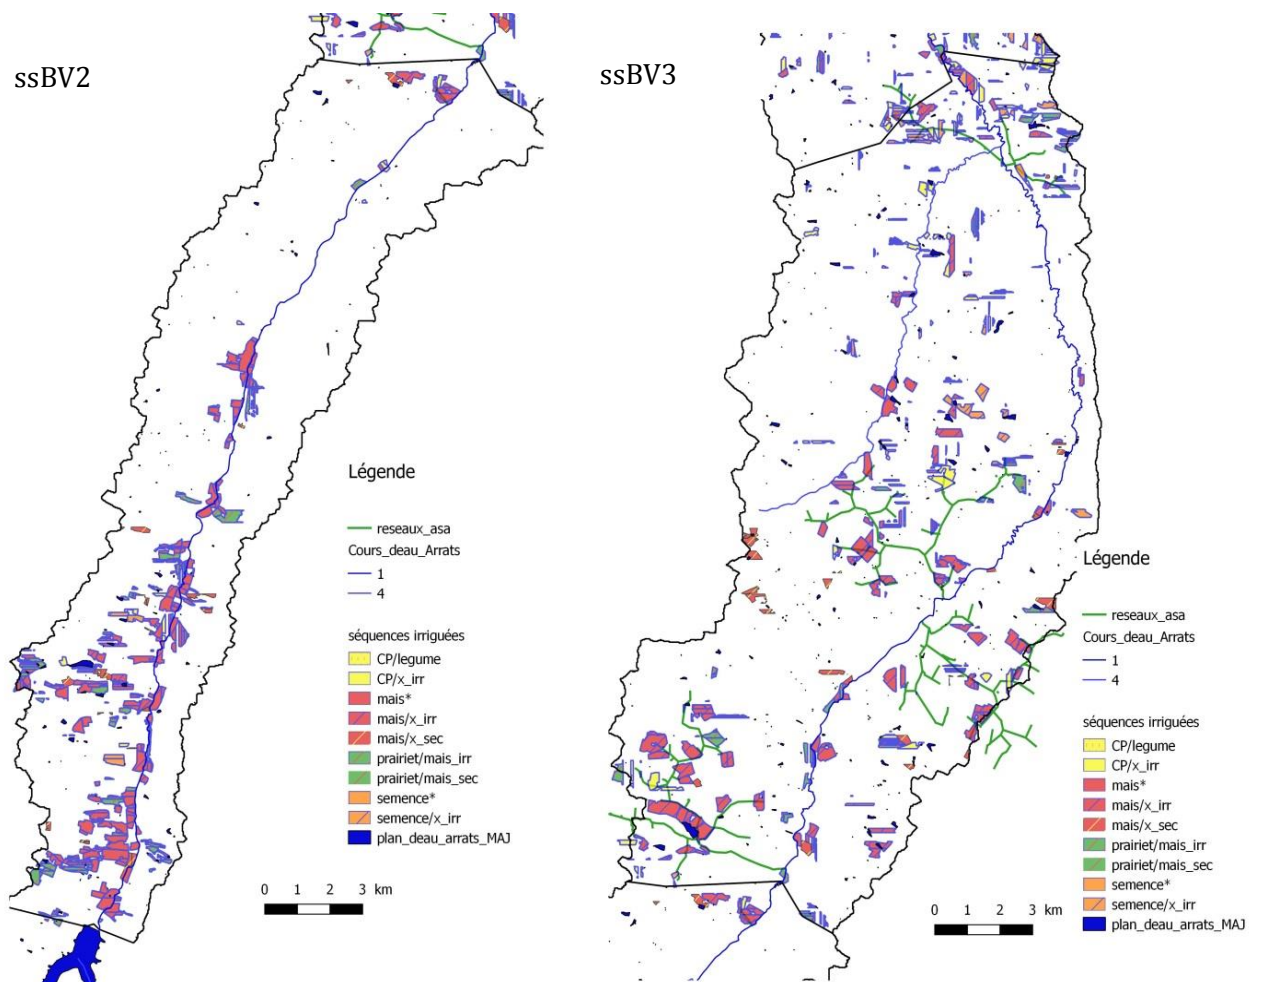 ssBV2
Légende
reseaux_asa
Cours_deau_Arrats
1
4
séquences irriguées
CP/legume
CP/x_irr
mais*
mais/x_irr
mais/x_sec
prairiet/mais_irr
prairiet/mais_sec
semence*
semence/x_irr
plan_deau_arrats_MAJ
0 1 2 3 km
ssBV3
Légende
reseaux_asa
Cours_deau_Arrats
1
4
séquences irriguées
CP/legume
CP/x_irr
mais*
mais/x_irr
mais/x_sec
prairiet/mais_irr
prairiet/mais_sec
semence*
semence/x_irr
plan_deau_arrats_MAJ
0 1 2 3 km